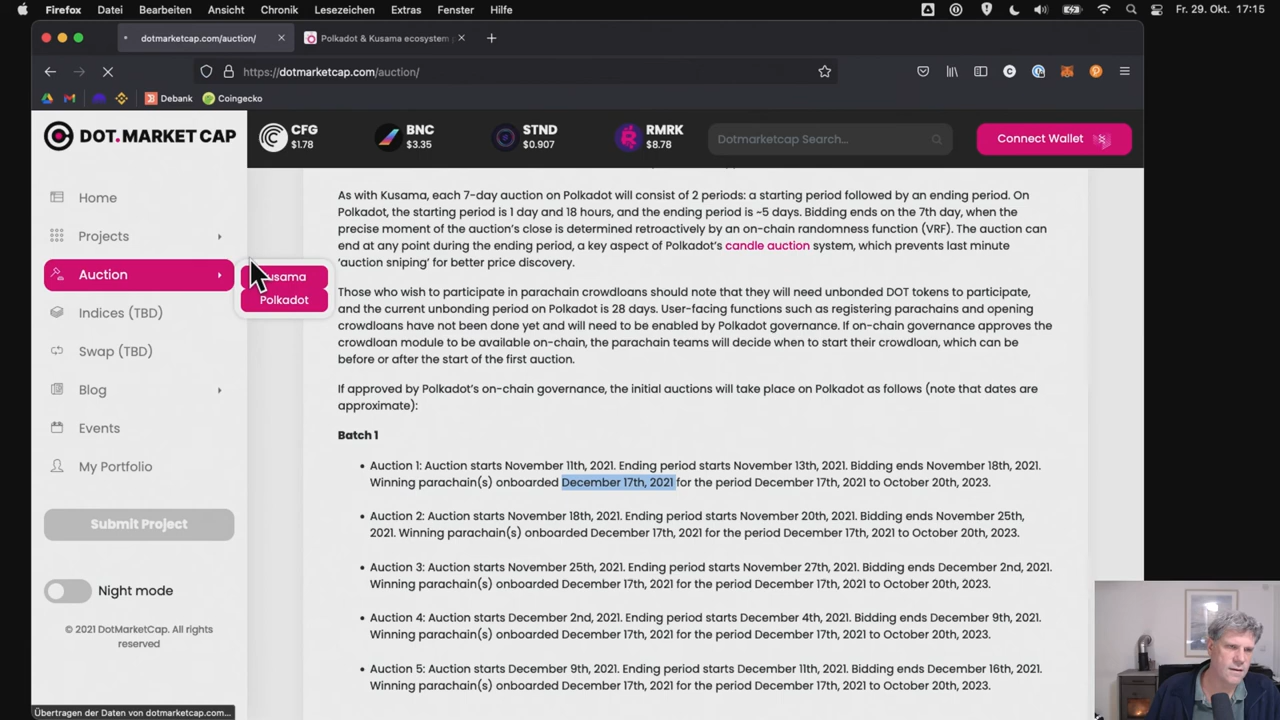 Firefox Datei Bearbeiten Ansicht Chronik Lesezeichen Extras Fenster Hilfe Fr. 29. Okt. 17:15
dotmarketcap.com/auction/ Polkadot & Kusama ecosystem
https://dotmarketcap.com/auction/
Debank Coingecko
DOT.MARKET CAP
CFG $1.78
BNC $3.35
STND $0.907
RMRK $8.78
Dotmarketcap Search...
Connect Wallet
Home
Projects
Auction
Polkadot
Indices (TBD)
Swap (TBD)
Blog
Events
My Portfolio
Submit Project
Night mode
© 2021 DotMarketCap. All rights
reserved
Übertragen der Daten von dotmarketcap.com...
As with Kusama, each 7-day auction on Polkadot will consist of 2 periods: a starting period followed by an ending period. On
Polkadot, the starting period is 1 day and 18 hours, and the ending period is ~5 days. Bidding ends on the 7th day, when the
precise moment of the auction's close is determined retroactively by an on-chain randomness function (VRF). The auction can
end at any point during the ending period, a key aspect of Polkadot's candle auction system, which prevents last minute
'auction sniping' for better price discovery.
Those who wish to participate in parachain crowdloans should note that they will need unbonded DOT tokens to participate,
and the current unbonding period on Polkadot is 28 days. User-facing functions such as registering parachains and opening
crowdloans have not been done yet and will need to be enabled by Polkadot governance. If on-chain governance approves the
crowdloan module to be available on-chain, the parachain teams will decide when to start their crowdloan, which can be
before or after the start of the first auction.
If approved by Polkadot's on-chain governance, the initial auctions will take place on Polkadot as follows (note that dates are
approximate):
Batch 1
• Auction 1: Auction starts November 11th, 2021. Ending period starts November 13th, 2021. Bidding ends November 18th, 2021.
Winning parachain(s) onboarded December 17th, 2021 for the period December 17th, 2021 to October 20th, 2023.
• Auction 2: Auction starts November 18th, 2021. Ending period starts November 20th, 2021. Bidding ends November 25th,
2021. Winning parachain(s) onboarded December 17th, 2021 for the period December 17th, 2021 to October 20th, 2023.
• Auction 3: Auction starts November 25th, 2021. Ending period starts November 27th, 2021. Bidding ends December 2nd,
2021. Winning parachain(s) onboarded December 17th, 2021 for the period December 17th, 2021 to October 20th, 2023.
• Auction 4: Auction starts December 2nd, 2021. Ending period starts December 4th, 2021. Bidding ends December 9th, 2021.
Winning parachain(s) onboarded December 17th, 2021 for the period December 17th, 2021 to October 20th, 2023.
• Auction 5: Auction starts December 9th, 2021. Ending period starts December 11th, 2021. Bidding ends December 16th, 2021.
Winning parachain(s) onboarded December 17th, 2021 for the period December 17th, 2021 to October 20th, 2023.